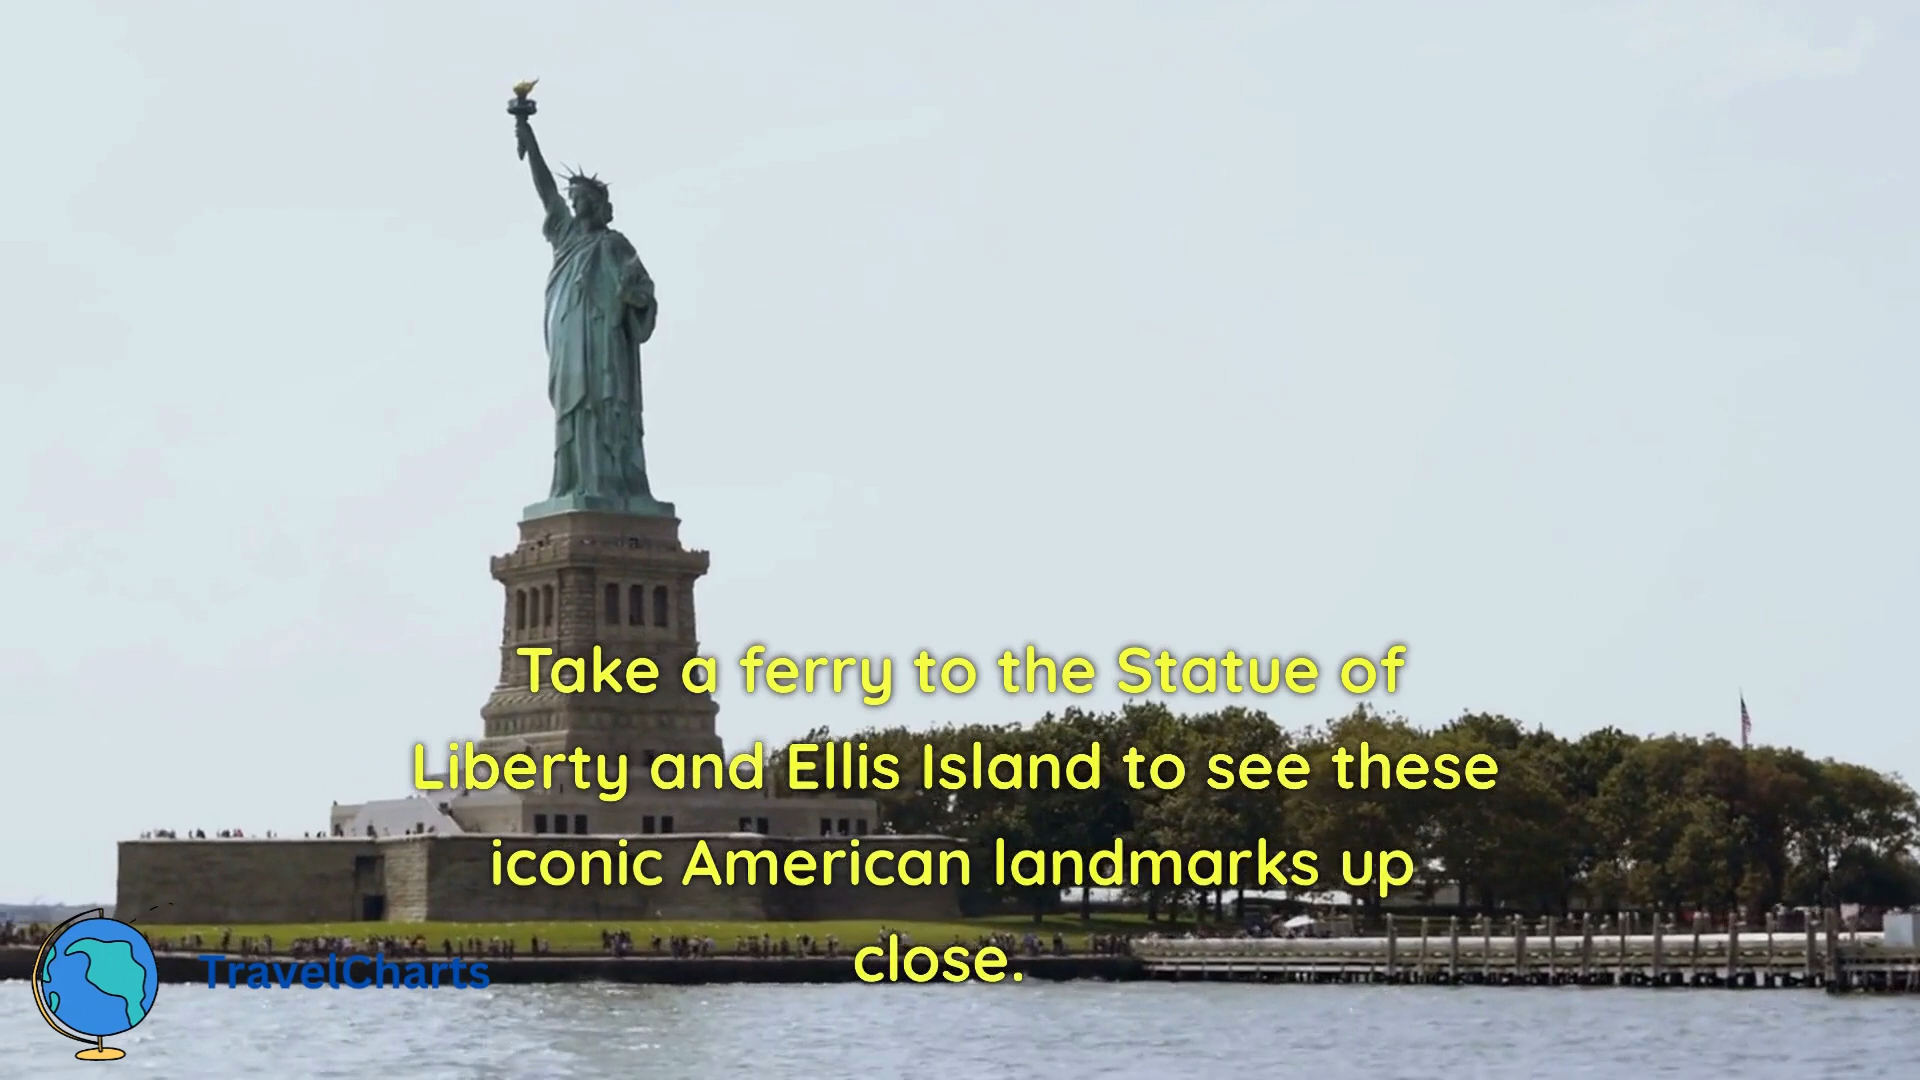 Take a ferry to the Statue of
Liberty and Ellis Island to see these
iconic American landmarks up
close.
TravelCharts